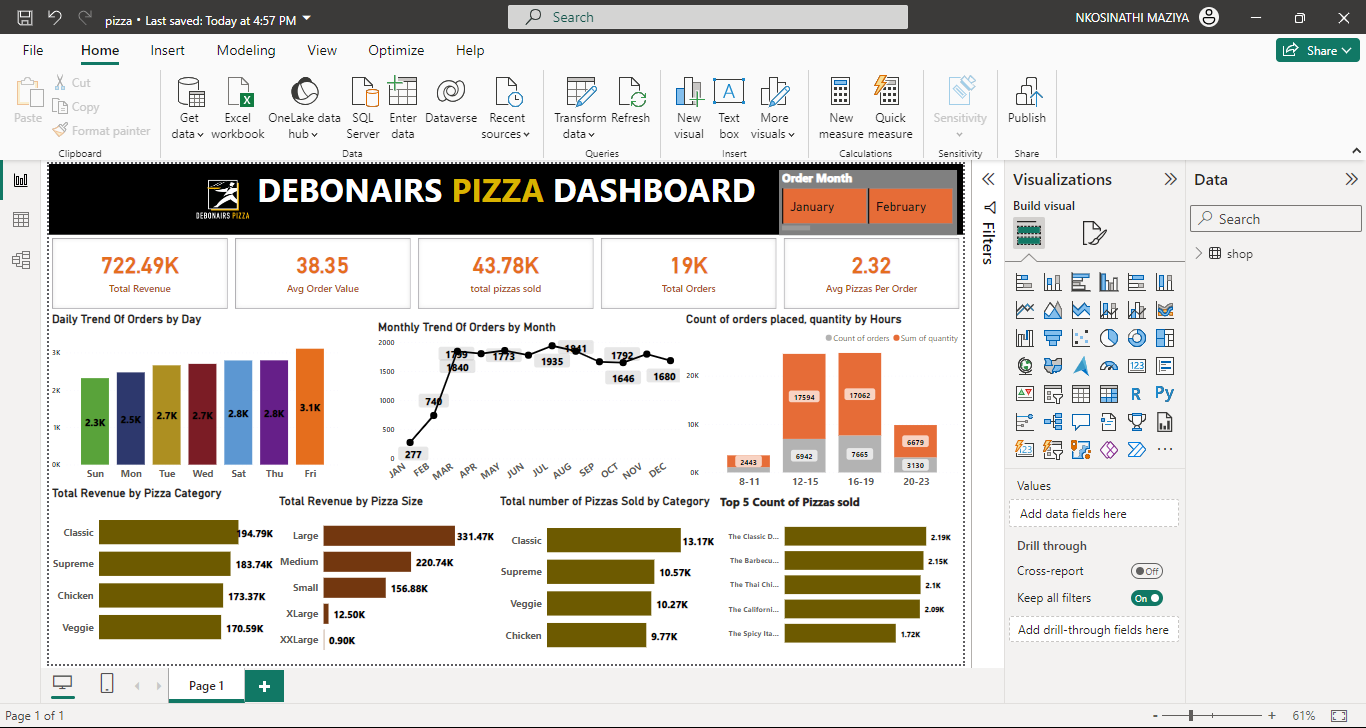 pizza • Last saved: Today at 4:57 PM
Search
NKOSINATHI MAZIYA
File Home Insert Modeling View Optimize Help
Share
Paste
Cut
Copy
Format painter
Clipboard
Get data
Excel workbook
OneLake data hub
SQL Server
Enter data
Dataverse
Recent sources
Data
Transform data
Refresh
Queries
New visual
Text box
More visuals
Insert
New measure
Quick measure
Calculations
Sensitivity
Sensitivity
Publish
Share
DEBONAIRS PIZZA
DEBONAIRS PIZZA DASHBOARD
Order Month
January February
722.49K
Total Revenue
38.35
Avg Order Value
43.78K
total pizzas sold
19K
Total Orders
2.32
Avg Pizzas Per Order
Daily Trend Of Orders by Day
3K
2K
1K
0K
2.3K 2.5K 2.7K 2.7K 2.8K 2.8K 3.1K
Sun Mon Tue Wed Sat Thu Fri
Monthly Trend Of Orders by Month
2000
1500
1000
500
0
277 740 1799 1840 1773 1935 1841 1792 1646 1680
JAN FEB MAR APR MAY JUN JUL AUG SEP OCT NOV DEC
Count of orders placed, quantity by Hours
Count of orders Sum of quantity
20K
10K
0K
2443
17594
6942
17062
7665
6679
3130
8-11 12-15 16-19 20-23
Total Revenue by Pizza Category
Classic 194.79K
Supreme 183.74K
Chicken 173.37K
Veggie 170.59K
Total Revenue by Pizza Size
Large 331.47K
Medium 220.74K
Small 156.88K
XLarge 12.50K
XXLarge 0.90K
Total number of Pizzas Sold by Category
Classic 13.17K
Supreme 10.57K
Veggie 10.27K
Chicken 9.77K
Top 5 Count of Pizzas sold
The Classic D... 2.19K
The Barbecu... 2.15K
The Thai Chi... 2.1K
The Californi... 2.09K
The Spicy Ita... 1.72K
Filters
Visualizations
Build visual
123
R
Py
123
Values
Add data fields here
Drill through
Cross-report Off
Keep all filters On
Add drill-through fields here
Data
Search
shop
Page 1
Page 1 of 1
- + 61%